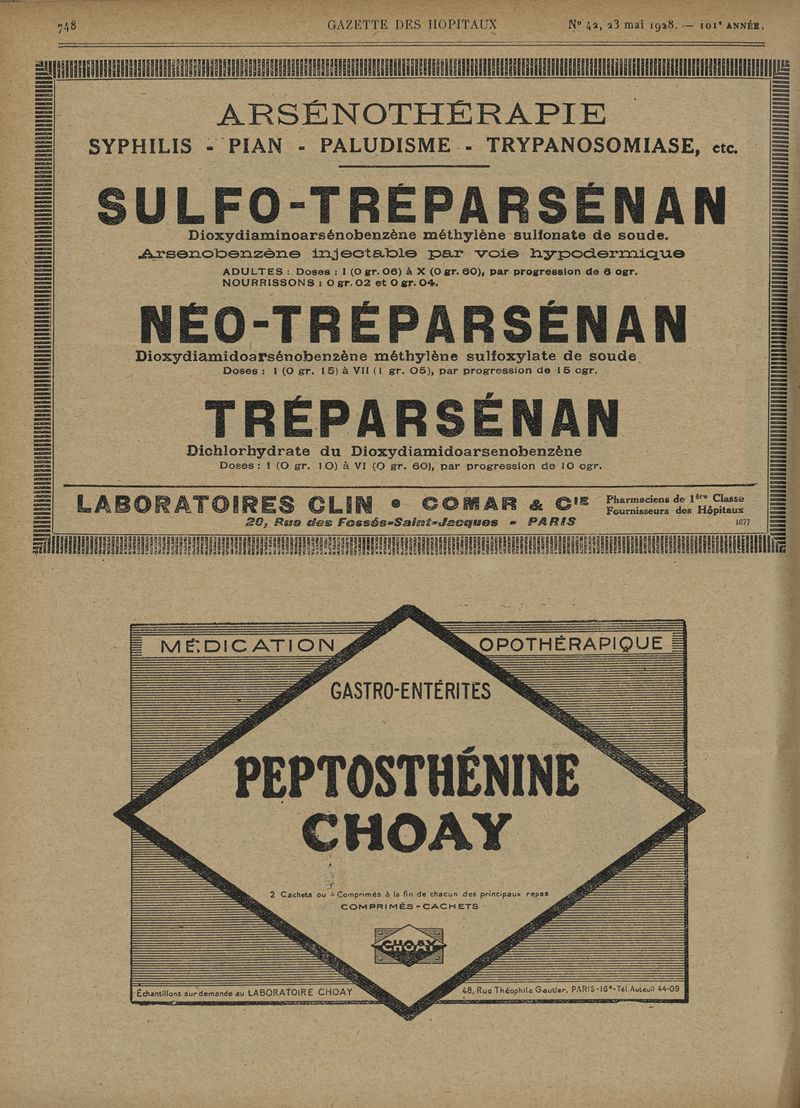 748 GAZETTE DES HOPITAUX Nº 42, 23 mai 1928. — 101ᵉ ANNÉE.
ARSÉNOTHÉRAPIE
SYPHILIS - PIAN - PALUDISME - TRYPANOSOMIASE, etc.
SULFO-TRÉPARSÉNAN
Dioxydiaminoarsénobenzène méthylène sulfonate de soude.
Arsenobenzène injectable par voie hypodermique
ADULTES : Doses : I (0 gr. 06) à X (0 gr. 60), par progression de 6 cgr.
NOURRISSONS : 0 gr. 02 et 0 gr. 04.
NÉO-TRÉPARSÉNAN
Dioxydiamidoarsénobenzène méthylène sulfoxylate de soude
Doses : I (0 gr. 15) à VII (1 gr. 05), par progression de 15 cgr.
TRÉPARSÉNAN
Dichlorhydrate du Dioxydiamidoarsenobenzène
Doses : I (0 gr. 10) à VI (0 gr. 60), par progression de 10 cgr.
LABORATOIRES CLIN • COMAR & Cⁱᴱ
Pharmaciens de 1ère Classe
Fournisseurs des Hôpitaux
20, Rue des Fossés-Saint-Jacques - PARIS
1677
MÉDICATION OPOTHÉRAPIQUE
GASTRO-ENTÉRITES
PEPTOSTHÉNINE
CHOAY
2 Cachets ou 4 Comprimés à la fin de chacun des principaux repas
COMPRIMÉS-CACHETS
CHOAY
Échantillons sur demande au LABORATOIRE CHOAY 48, Rue Théophile Gautier, PARIS-16ᵉ-Tél. Auteuil 44-09